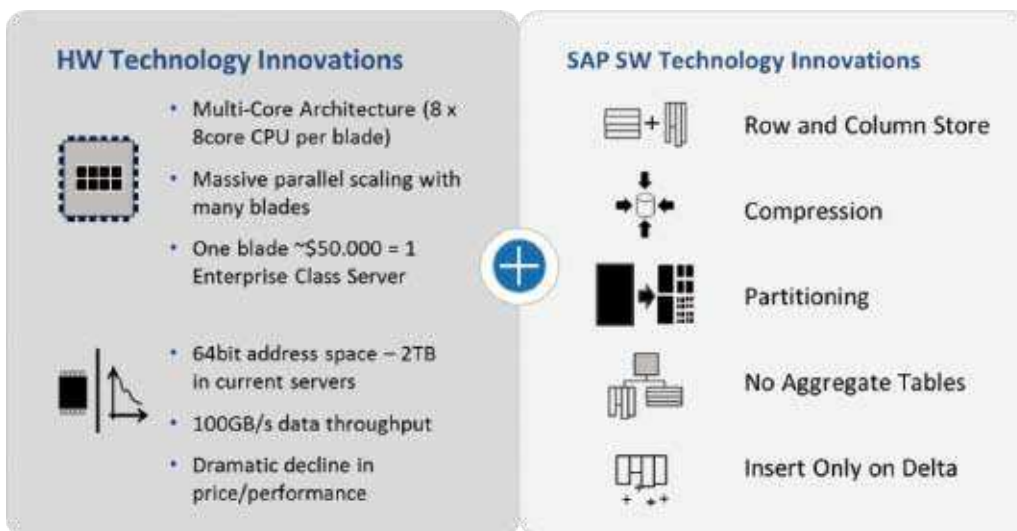 HW Technology Innovations
• Multi-Core Architecture (8 x
8core CPU per blade)
• Massive parallel scaling with
many blades
• One blade ~$50.000 = 1
Enterprise Class Server
• 64bit address space – 2TB
in current servers
• 100GB/s data throughput
• Dramatic decline in
price/performance
SAP SW Technology Innovations
Row and Column Store
Compression
Partitioning
No Aggregate Tables
Insert Only on Delta